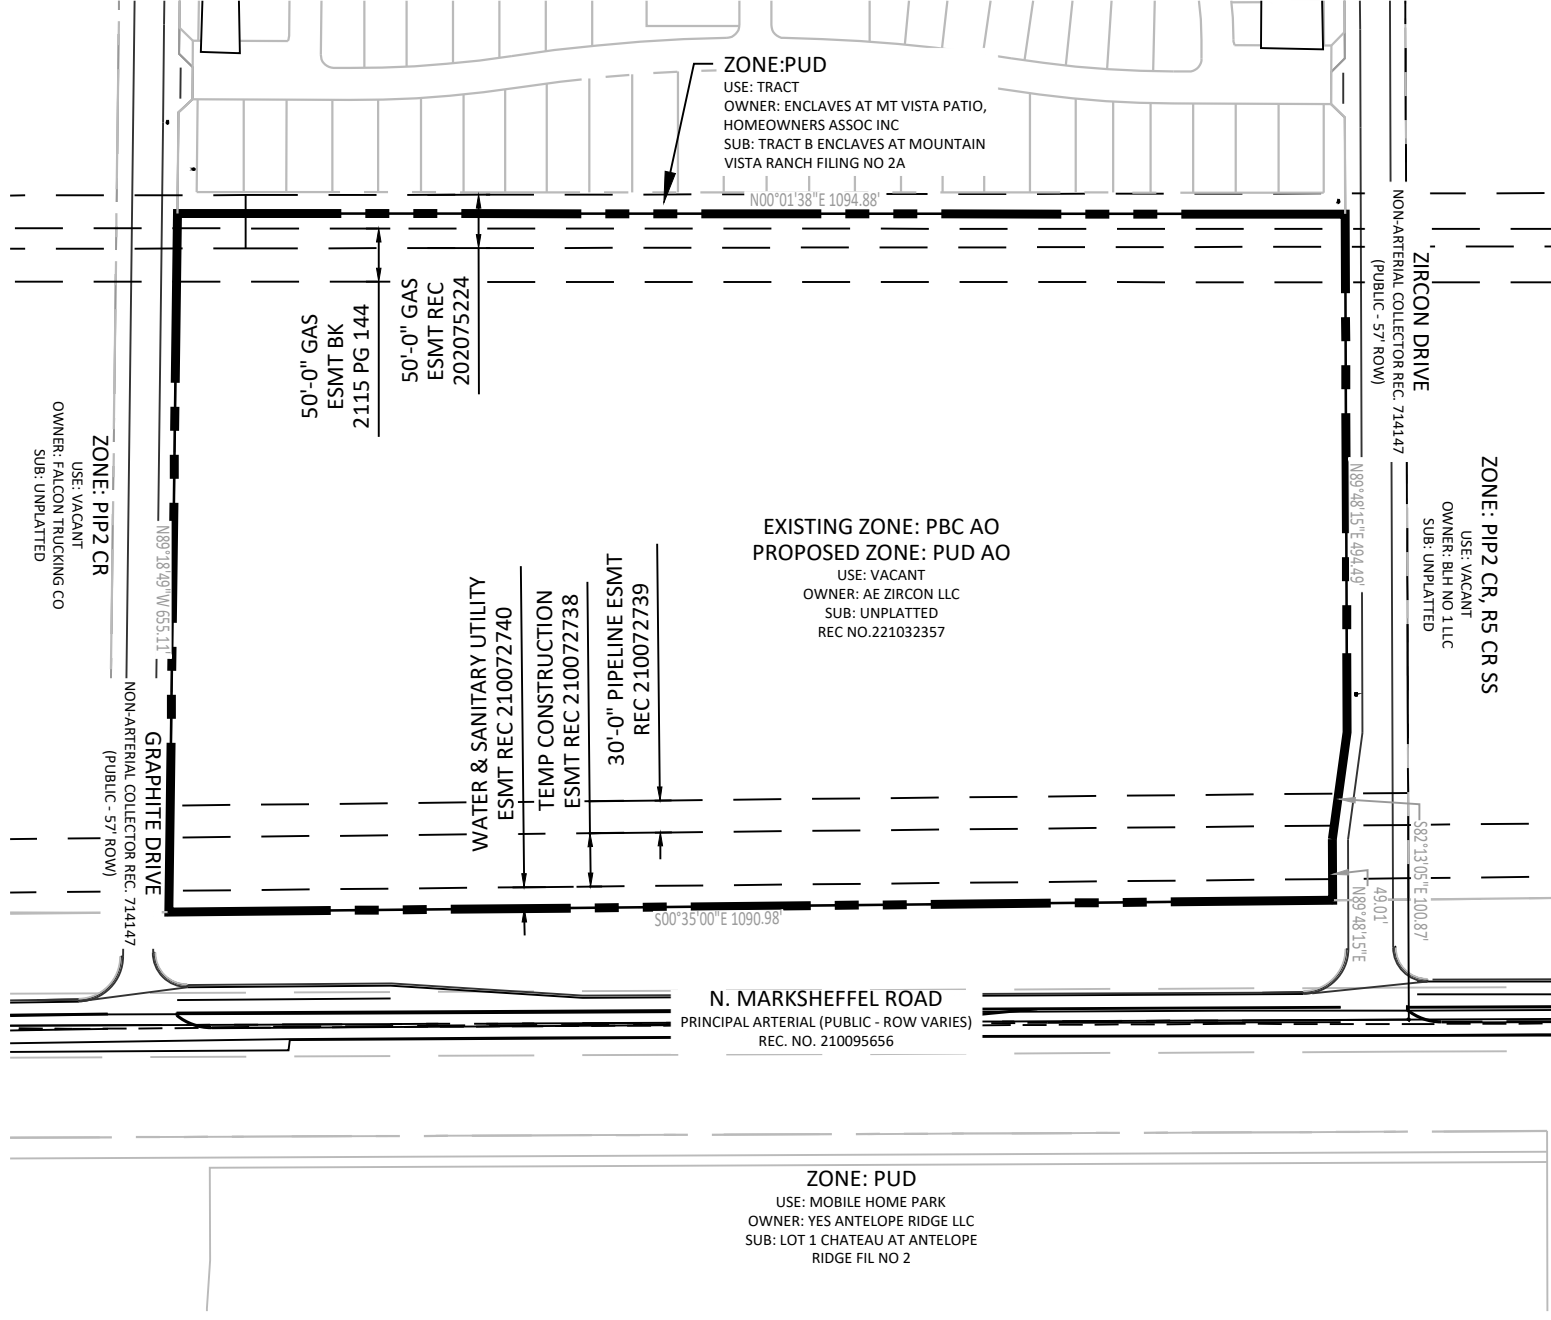 ZONE:PUD
USE: TRACT
OWNER: ENCLAVES AT MT VISTA PATIO,
HOMEOWNERS ASSOC INC
SUB: TRACT B ENCLAVES AT MOUNTAIN
VISTA RANCH FILING NO 2A
N00°01'38"E 1094.88'
50'-0" GAS
ESMT BK
2115 PG 144
50'-0" GAS
ESMT REC
202075224
ZIRCON DRIVE
NON-ARTERIAL COLLECTOR REC. 714147
(PUBLIC - 57' ROW)
ZONE: PIP2 CR
USE: VACANT
OWNER: FALCON TRUCKING CO
SUB: UNPLATTED
N89°18'49"W 655.11'
EXISTING ZONE: PBC AO
PROPOSED ZONE: PUD AO
USE: VACANT
OWNER: AE ZIRCON LLC
SUB: UNPLATTED
REC NO.221032357
N89°48'15"E 494.49'
ZONE: PIP2 CR, R5 CR SS
USE: VACANT
OWNER: BLH NO 1 LLC
SUB: UNPLATTED
WATER & SANITARY UTILITY
ESMT REC 210072740
TEMP CONSTRUCTION
ESMT REC 210072738
30'-0" PIPELINE ESMT
REC 210072739
GRAPHITE DRIVE
NON-ARTERIAL COLLECTOR REC. 714147
(PUBLIC - 57' ROW)
S82°13'05"E 100.87'
49.01'
N89°48'15"E
S00°35'00"E 1090.98'
N. MARKSHEFFEL ROAD
PRINCIPAL ARTERIAL (PUBLIC - ROW VARIES)
REC. NO. 210095656
ZONE: PUD
USE: MOBILE HOME PARK
OWNER: YES ANTELOPE RIDGE LLC
SUB: LOT 1 CHATEAU AT ANTELOPE
RIDGE FIL NO 2